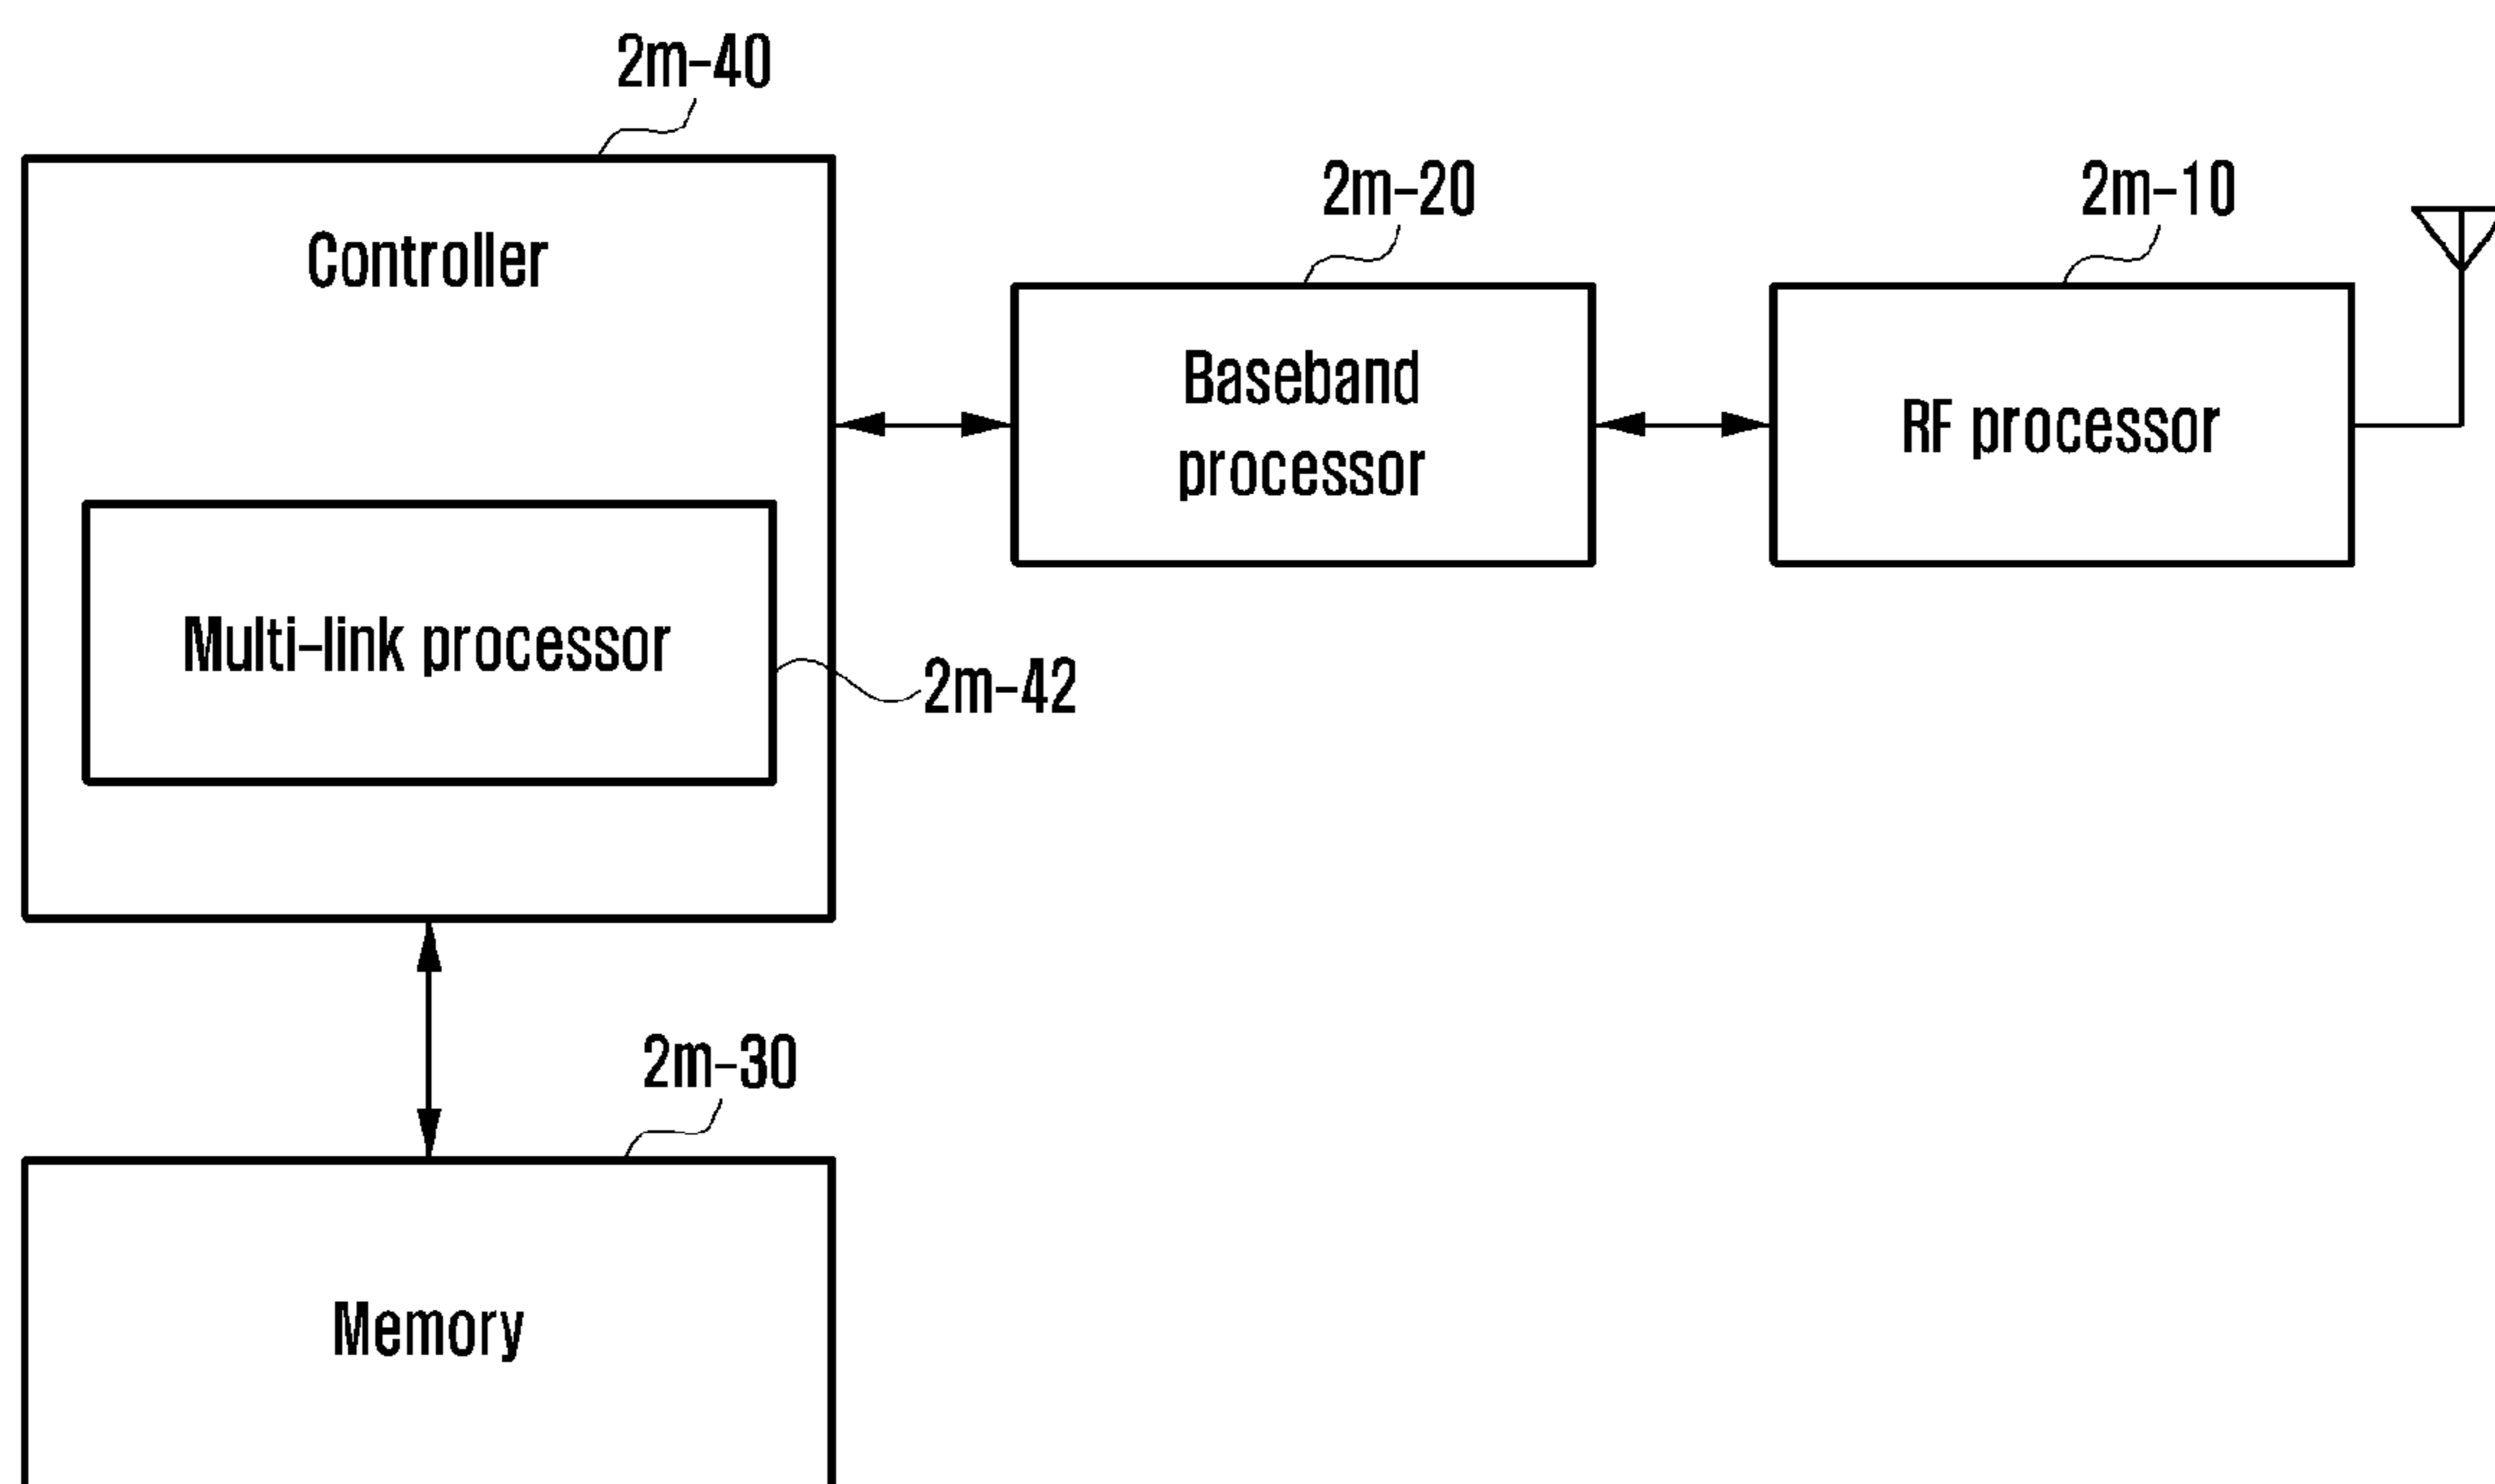 2m-40
2m-20
2m-10
Controller
Baseband
processor
RF processor
Multi-link processor
2m-42
2m-30
Memory